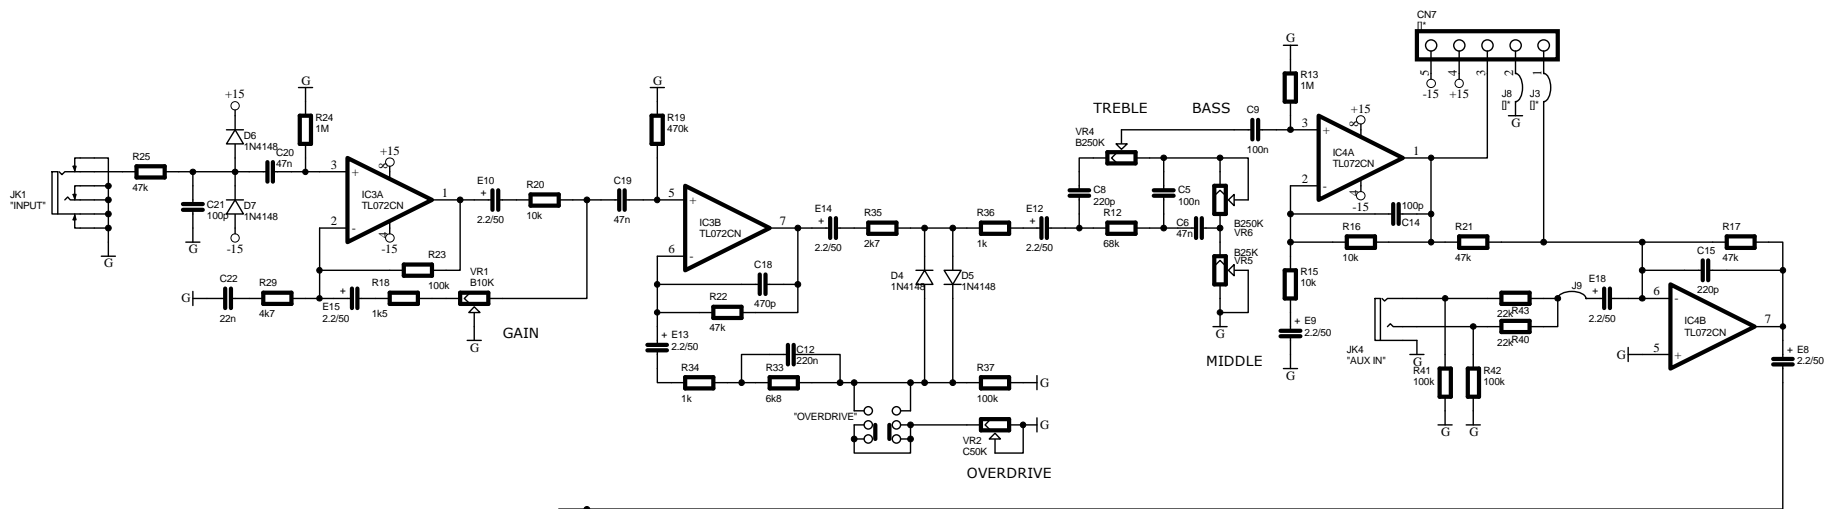 JK1
"INPUT"
R25
47k
C21
100p
G
G
+15
D6
1N4148
D7
1N4148
-15
C20
47n
G
R24
1M
3
2
1
+
-
∞
4
+15
-15
IC3A
TL072CN
R23
100k
G
C22
22n
R29
4k7
E15
+
2.2/50
R18
1k5
VR1
B10K
G
GAIN
E10
+
2.2/50
R20
10k
C19
47n
G
R19
470k
5
6
7
+
-
IC3B
TL072CN
C18
470p
R22
47k
+ E13
2.2/50
R34
1k
C12
220n
R33
6k8
"OVERDRIVE"
E14
+
2.2/50
R35
2k7
D4
1N4148
D5
1N4148
R36
1k
E12
+
2.2/50
R37
100k
G
G
VR2
C50K
OVERDRIVE
TREBLE
BASS
VR4
B250K
C8
220p
R12
68k
C5
100n
C6
47n
B250K
VR6
B25K
VR5
G
MIDDLE
C9
100n
G
R13
1M
3
2
1
+
-
+15
∞
4
-15
IC4A
TL072CN
100p
C14
R16
10k
R15
10k
+ E9
2.2/50
G
R21
47k
CN7
[]*
5
4
3
2
1
-15
+15
J8
[]*
J3
[]*
G
R17
47k
C15
220p
E18
+
2.2/50
J9
R43
22k
R40
22k
JK4
"AUX IN"
G
R41
100k
R42
100k
G
G
6
5
7
-
+
G
IC4B
TL072CN
+ E8
2.2/50